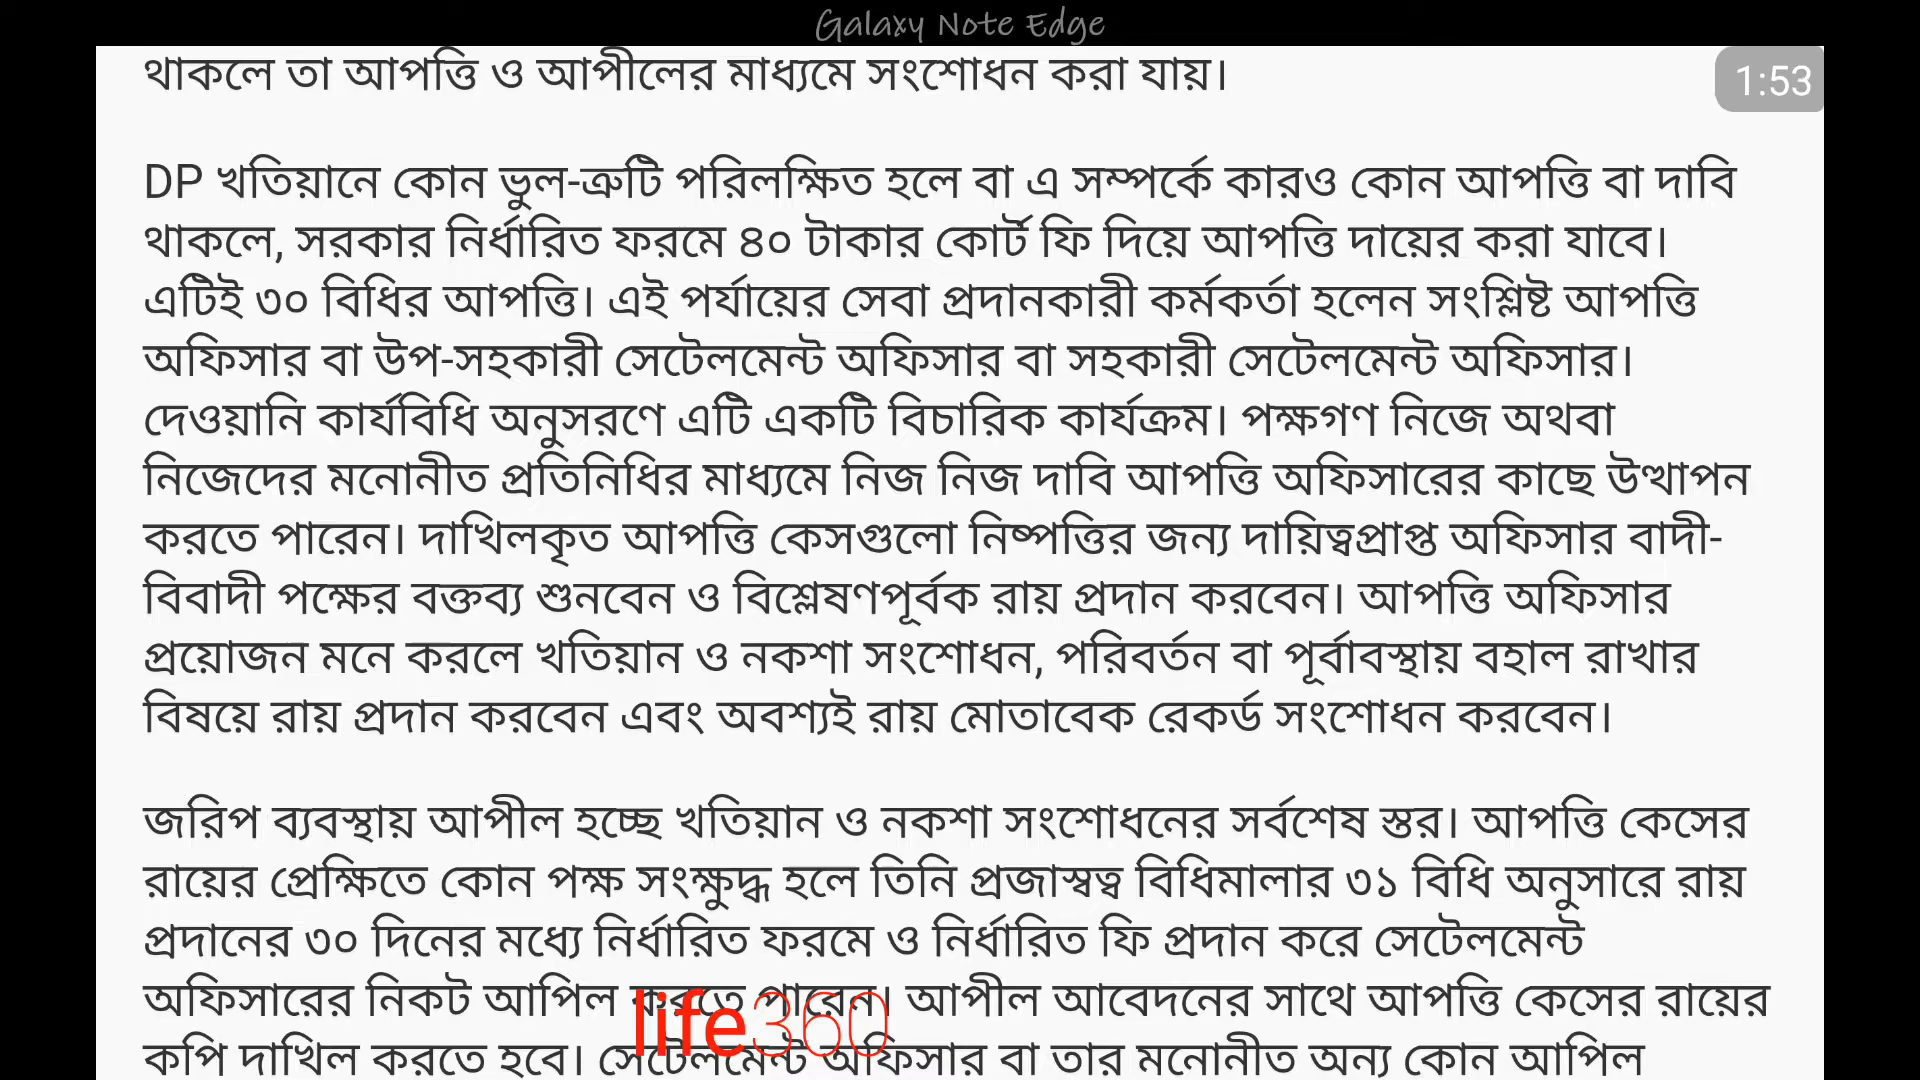 Galaxy Note Edge
থাকলে তা আপত্তি ও আপীলের মাধ্যমে সংশোধন করা যায়।
1:53
DP খতিয়ানে কোন ভুল-ত্রুটি পরিলক্ষিত হলে বা এ সম্পর্কে কারও কোন আপত্তি বা দাবি
থাকলে, সরকার নির্ধারিত ফরমে ৪০ টাকার কোর্ট ফি দিয়ে আপত্তি দায়ের করা যাবে।
এটিই ৩০ বিধির আপত্তি। এই পর্যায়ের সেবা প্রদানকারী কর্মকর্তা হলেন সংশ্লিষ্ট আপত্তি
অফিসার বা উপ-সহকারী সেটেলমেন্ট অফিসার বা সহকারী সেটেলমেন্ট অফিসার।
দেওয়ানি কার্যবিধি অনুসরণে এটি একটি বিচারিক কার্যক্রম। পক্ষগণ নিজে অথবা
নিজেদের মনোনীত প্রতিনিধির মাধ্যমে নিজ নিজ দাবি আপত্তি অফিসারের কাছে উত্থাপন
করতে পারেন। দাখিলকৃত আপত্তি কেসগুলো নিষ্পত্তির জন্য দায়িত্বপ্রাপ্ত অফিসার বাদী-
বিবাদী পক্ষের বক্তব্য শুনবেন ও বিশ্লেষণপূর্বক রায় প্রদান করবেন। আপত্তি অফিসার
প্রয়োজন মনে করলে খতিয়ান ও নকশা সংশোধন, পরিবর্তন বা পূর্বাবস্থায় বহাল রাখার
বিষয়ে রায় প্রদান করবেন এবং অবশ্যই রায় মোতাবেক রেকর্ড সংশোধন করবেন।
জরিপ ব্যবস্থায় আপীল হচ্ছে খতিয়ান ও নকশা সংশোধনের সর্বশেষ স্তর। আপত্তি কেসের
রায়ের প্রেক্ষিতে কোন পক্ষ সংক্ষুদ্ধ হলে তিনি প্রজাস্বত্ব বিধিমালার ৩১ বিধি অনুসারে রায়
প্রদানের ৩০ দিনের মধ্যে নির্ধারিত ফরমে ও নির্ধারিত ফি প্রদান করে সেটেলমেন্ট
অফিসারের নিকট আপিল করতে পারেন। আপীল আবেদনের সাথে আপত্তি কেসের রায়ের
life360
কপি দাখিল করতে হবে। সেটেলমেন্ট অফিসার বা তার মনোনীত অন্য কোন আপিল